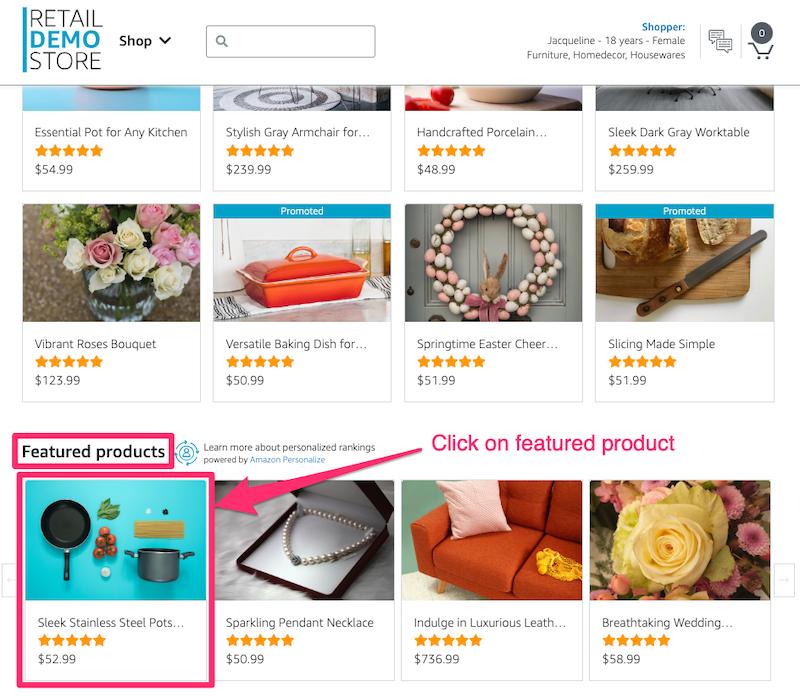 RETAIL
DEMO
STORE
Shop
Shopper:
Jacqueline - 18 years - Female
Furniture, Homedecor, Housewares
0
Essential Pot for Any Kitchen
$54.99
Stylish Gray Armchair for...
$239.99
Handcrafted Porcelain...
$48.99
Sleek Dark Gray Worktable
$259.99
Vibrant Roses Bouquet
$123.99
Promoted
Versatile Baking Dish for...
$50.99
Springtime Easter Cheer...
$51.99
Promoted
Slicing Made Simple
$51.99
Featured products
Learn more about personalized rankings
powered by Amazon Personalize
Click on featured product
Sleek Stainless Steel Pots...
$52.99
Sparkling Pendant Necklace
$50.99
Indulge in Luxurious Leath...
$736.99
Breathtaking Wedding...
$58.99